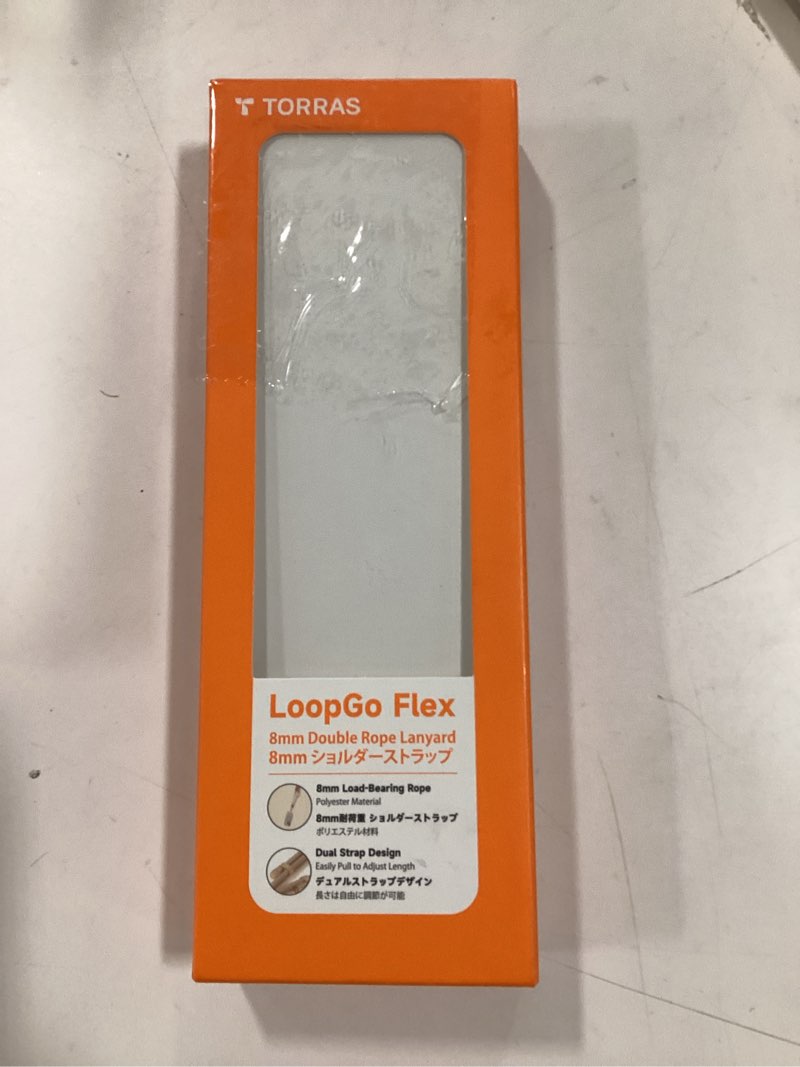 TORRAS
LoopGo Flex
8mm Double Rope Lanyard
8mm ショルダーストラップ
8mm Load-Bearing Rope
Polyester Material
8mm耐荷重 ショルダーストラップ
ポリエステル材料
Dual Strap Design
Easily Pull to Adjust Length
デュアルストラップデザイン
長さは自由に調節が可能